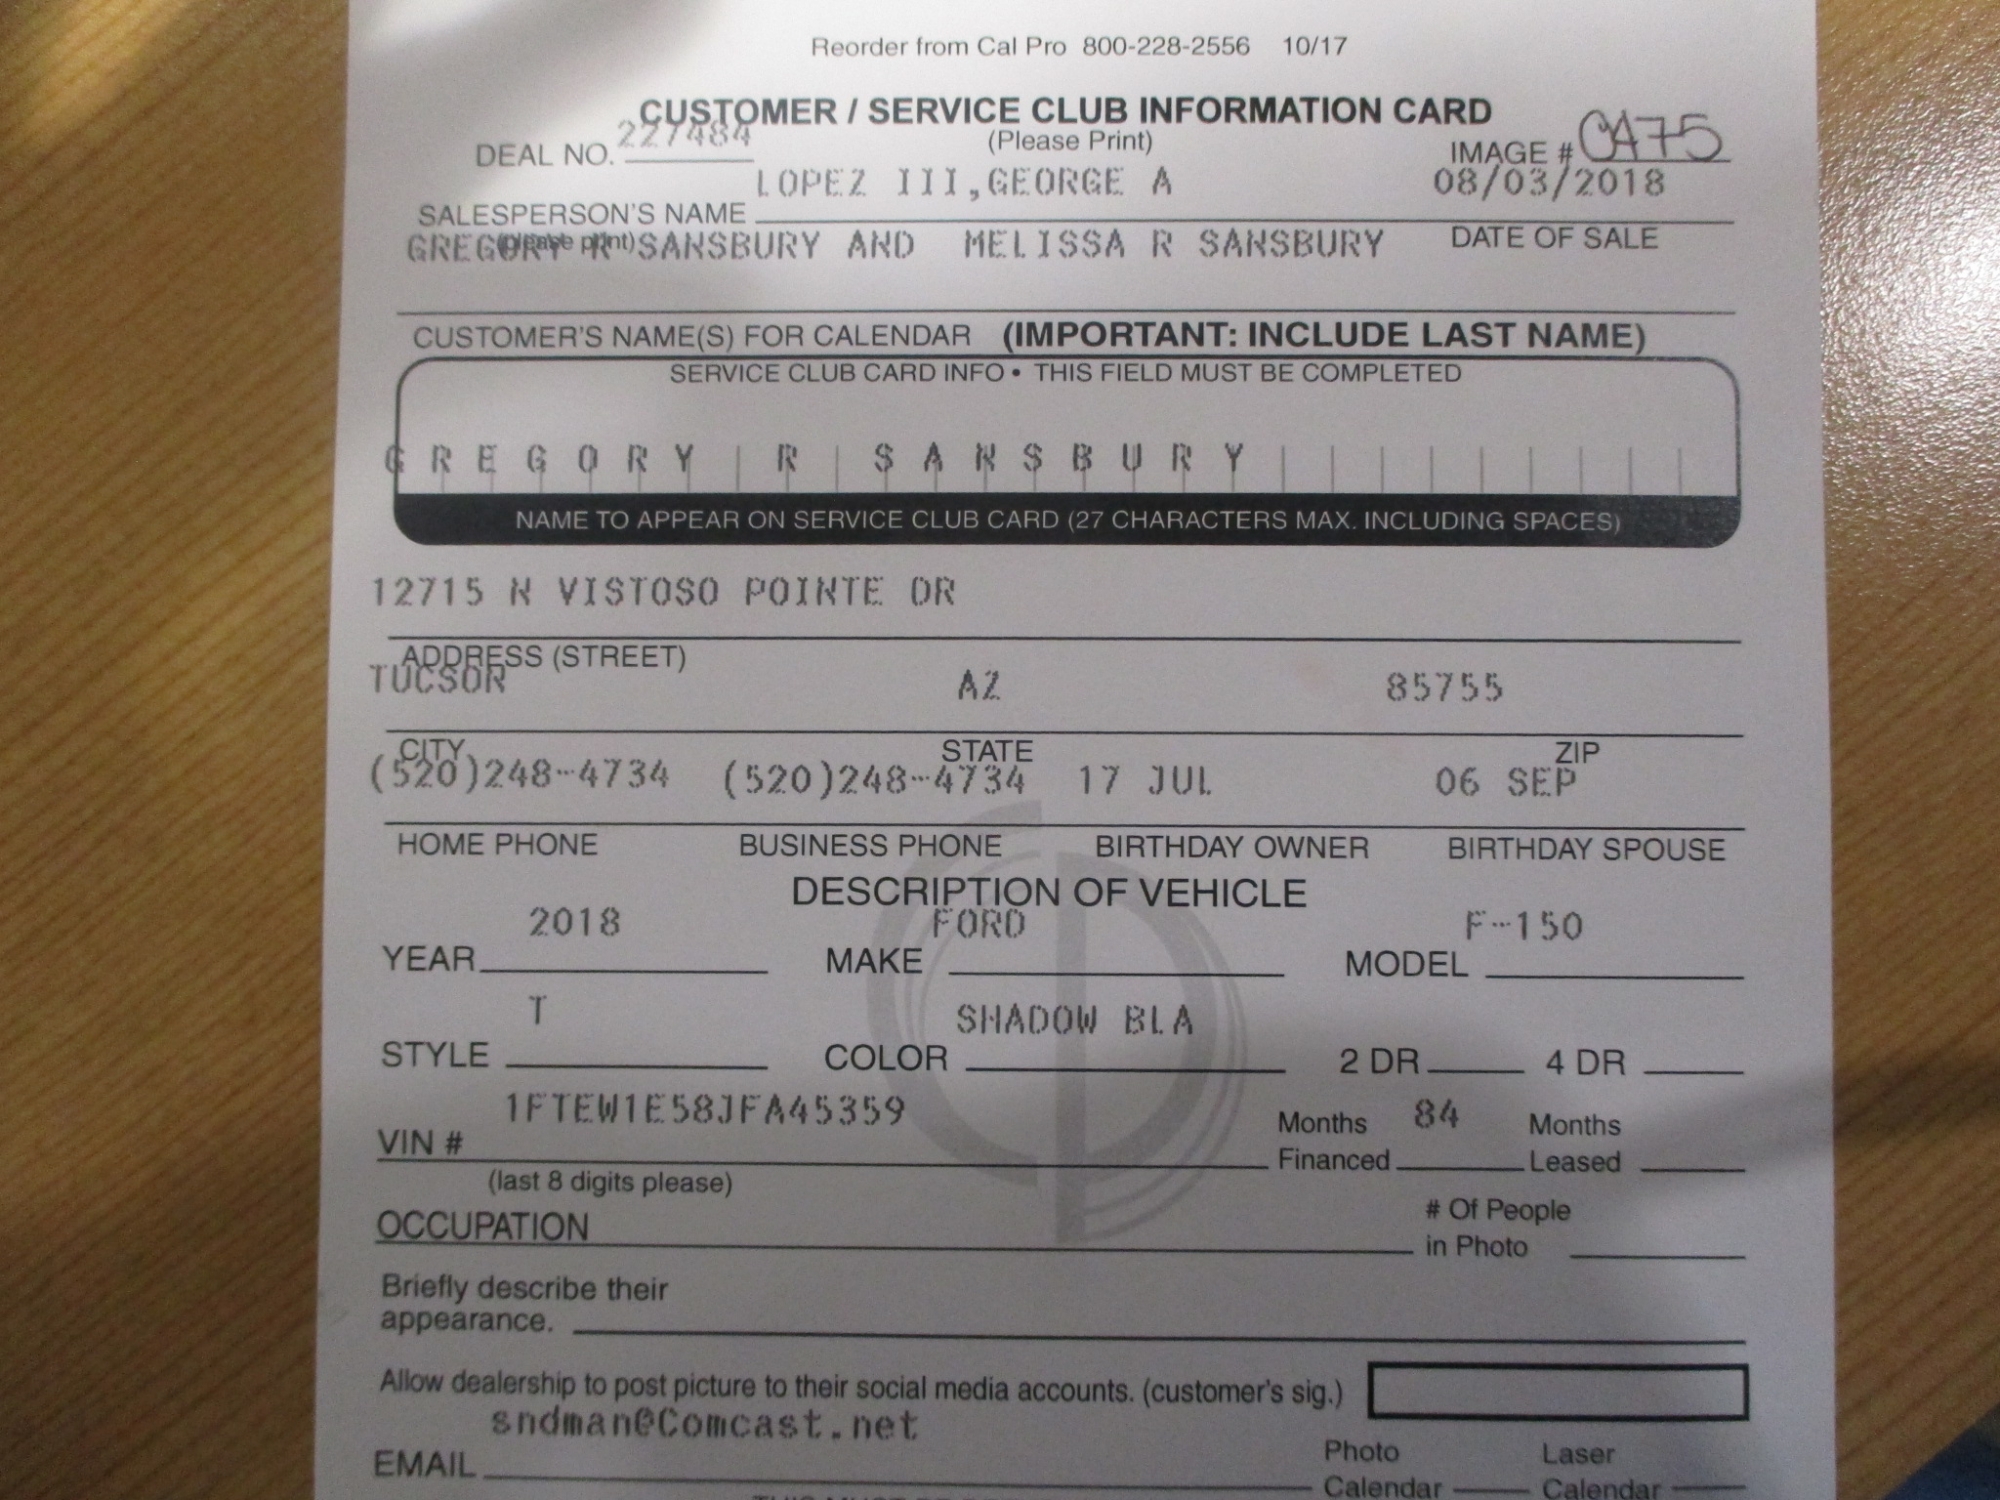 Reorder from Cal Pro 800-228-2556 10/17
CUSTOMER / SERVICE CLUB INFORMATION CARD
(Please Print)
DEAL NO. 227484
IMAGE # CA75
LOPEZ III,GEORGE A
08/03/2018
SALESPERSON'S NAME
(please print)
DATE OF SALE
GREGORY R SANSBURY AND MELISSA R SANSBURY
CUSTOMER'S NAME(S) FOR CALENDAR (IMPORTANT: INCLUDE LAST NAME)
SERVICE CLUB CARD INFO • THIS FIELD MUST BE COMPLETED
GREGORY R SANSBURY
NAME TO APPEAR ON SERVICE CLUB CARD (27 CHARACTERS MAX. INCLUDING SPACES)
12715 N VISTOSO POINTE DR
ADDRESS (STREET)
TUCSON AZ 85755
CITY STATE ZIP
(520)248-4734 (520)248-4734 17 JUL 06 SEP
HOME PHONE BUSINESS PHONE BIRTHDAY OWNER BIRTHDAY SPOUSE
DESCRIPTION OF VEHICLE
2018 FORD F-150
YEAR MAKE MODEL
T SHADOW BLA
STYLE COLOR 2 DR 4 DR
1FTEW1E58JFA45359
VIN #
(last 8 digits please)
Months Financed 84 Months Leased
OCCUPATION
# Of People in Photo
Briefly describe their
appearance.
Allow dealership to post picture to their social media accounts. (customer's sig.)
sndman@Comcast.net
EMAIL
Photo Calendar
Laser Calendar